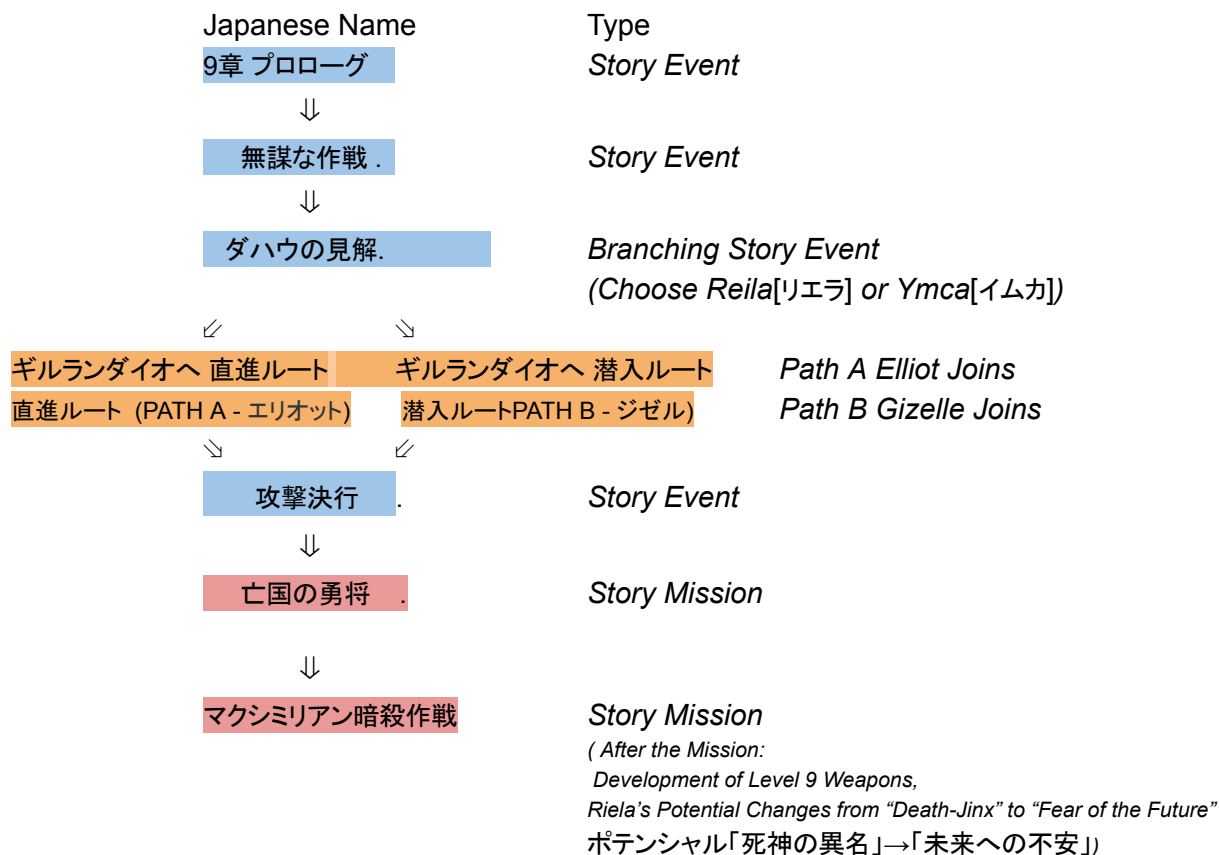 Japanese Name Type
9章 プロローグ Story Event
⇓
無謀な作戦 . Story Event
⇓
ダハウの見解. Branching Story Event
(Choose Reila[リエラ] or Ymca[イムカ])
⇙ ⇘
ギルランダイオへ 直進ルート ギルランダイオへ 潜入ルート Path A Elliot Joins
直進ルート (PATH A - エリオット) 潜入ルートPATH B - ジゼル) Path B Gizelle Joins
⇘ ⇙
攻撃決行 . Story Event
⇓
亡国の勇将 . Story Mission
⇓
マクシミリアン暗殺作戦 Story Mission
( After the Mission:
Development of Level 9 Weapons,
Riela's Potential Changes from “Death-Jinx” to “Fear of the Future”
ポテンシャル「死神の異名」→「未来への不安」)